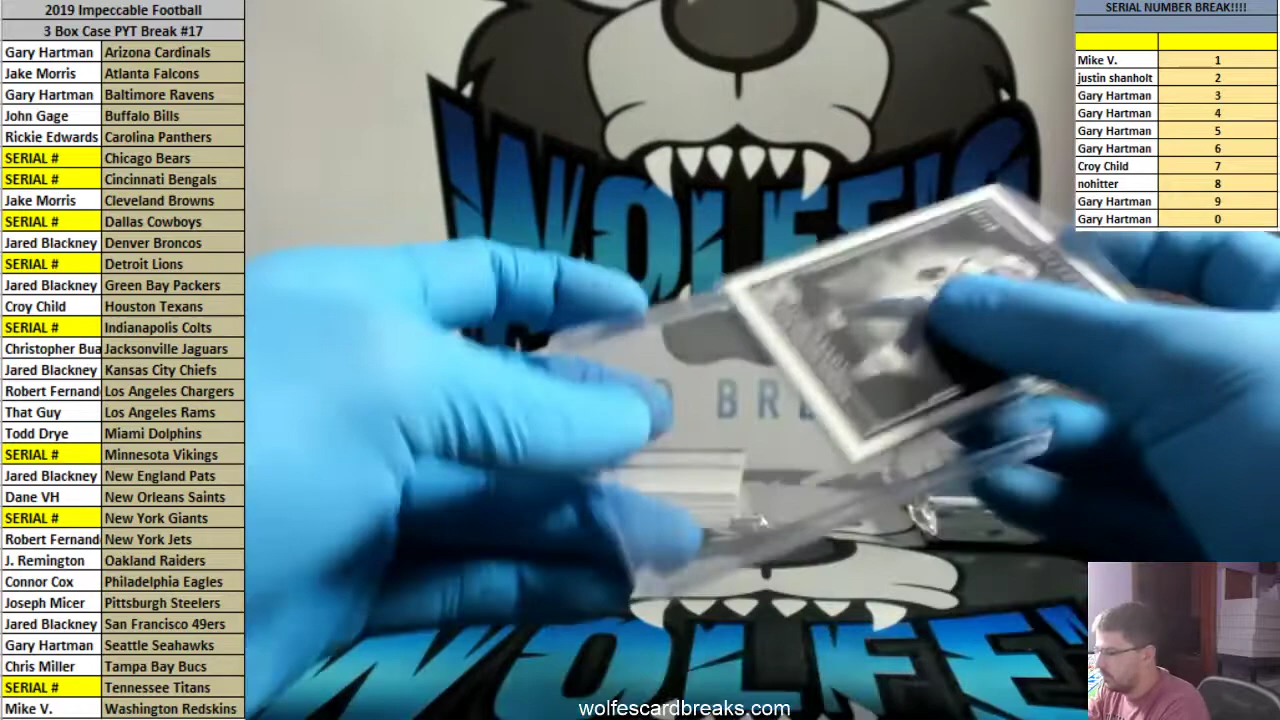 2019 Impeccable Football
3 Box Case PYT Break #17
Gary Hartman Arizona Cardinals
Jake Morris Atlanta Falcons
Gary Hartman Baltimore Ravens
John Gage Buffalo Bills
Rickie Edwards Carolina Panthers
SERIAL # Chicago Bears
SERIAL # Cincinnati Bengals
Jake Morris Cleveland Browns
SERIAL # Dallas Cowboys
Jared Blackney Denver Broncos
SERIAL # Detroit Lions
Jared Blackney Green Bay Packers
Croy Child Houston Texans
SERIAL # Indianapolis Colts
Christopher Bua Jacksonville Jaguars
Jared Blackney Kansas City Chiefs
Robert Fernand Los Angeles Chargers
That Guy Los Angeles Rams
Todd Drye Miami Dolphins
SERIAL # Minnesota Vikings
Jared Blackney New England Pats
Dane VH New Orleans Saints
SERIAL # New York Giants
Robert Fernand New York Jets
J. Remington Oakland Raiders
Connor Cox Philadelphia Eagles
Joseph Micer Pittsburgh Steelers
Jared Blackney San Francisco 49ers
Gary Hartman Seattle Seahawks
Chris Miller Tampa Bay Bucs
SERIAL # Tennessee Titans
Mike V. Washington Redskins
SERIAL NUMBER BREAK!!!!
Mike V. 1
justin shanholt 2
Gary Hartman 3
Gary Hartman 4
Gary Hartman 5
Gary Hartman 6
Croy Child 7
nohitter 8
Gary Hartman 9
Gary Hartman 0
WOLFE'S
BRE
WOLFE'
wolfescardbreaks.com